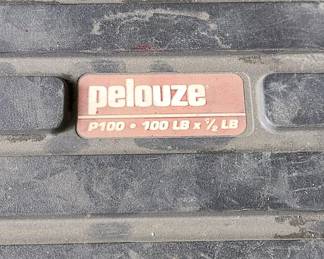 pelouze
P100 • 100 LB x ½ LB